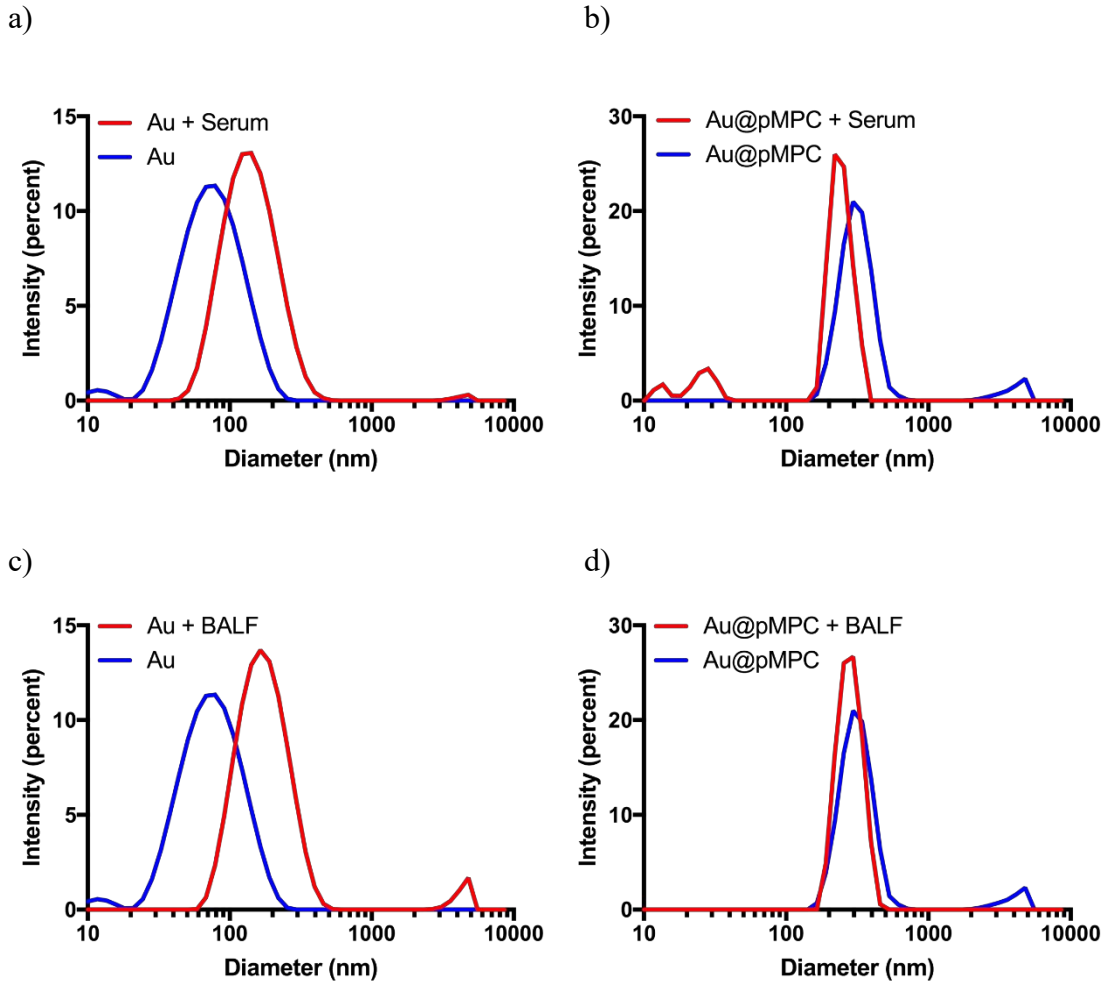 a)
b)
Au + Serum
Au
15
10
5
0
Intensity (percent)
10 100 1000 10000
Diameter (nm)
Au@pMPC + Serum
Au@pMPC
30
20
10
0
Intensity (percent)
10 100 1000 10000
Diameter (nm)
c)
d)
Au + BALF
Au
15
10
5
0
Intensity (percent)
10 100 1000 10000
Diameter (nm)
Au@pMPC + BALF
Au@pMPC
30
20
10
0
Intensity (percent)
10 100 1000 10000
Diameter (nm)